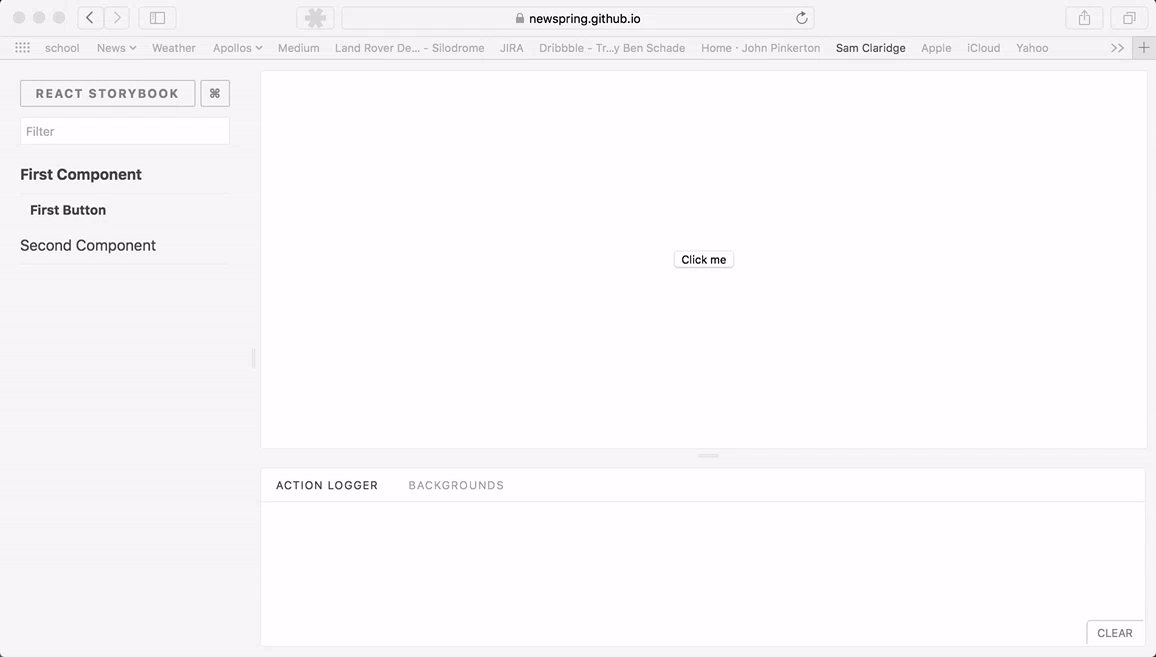 newspring.github.io
school News Weather Apollos Medium Land Rover De... - Silodrome JIRA Dribbble - Tr...y Ben Schade Home · John Pinkerton Sam Claridge Apple iCloud Yahoo >> +
REACT STORYBOOK ⌘
Filter
First Component
First Button
Second Component
Click me
ACTION LOGGER BACKGROUNDS
CLEAR